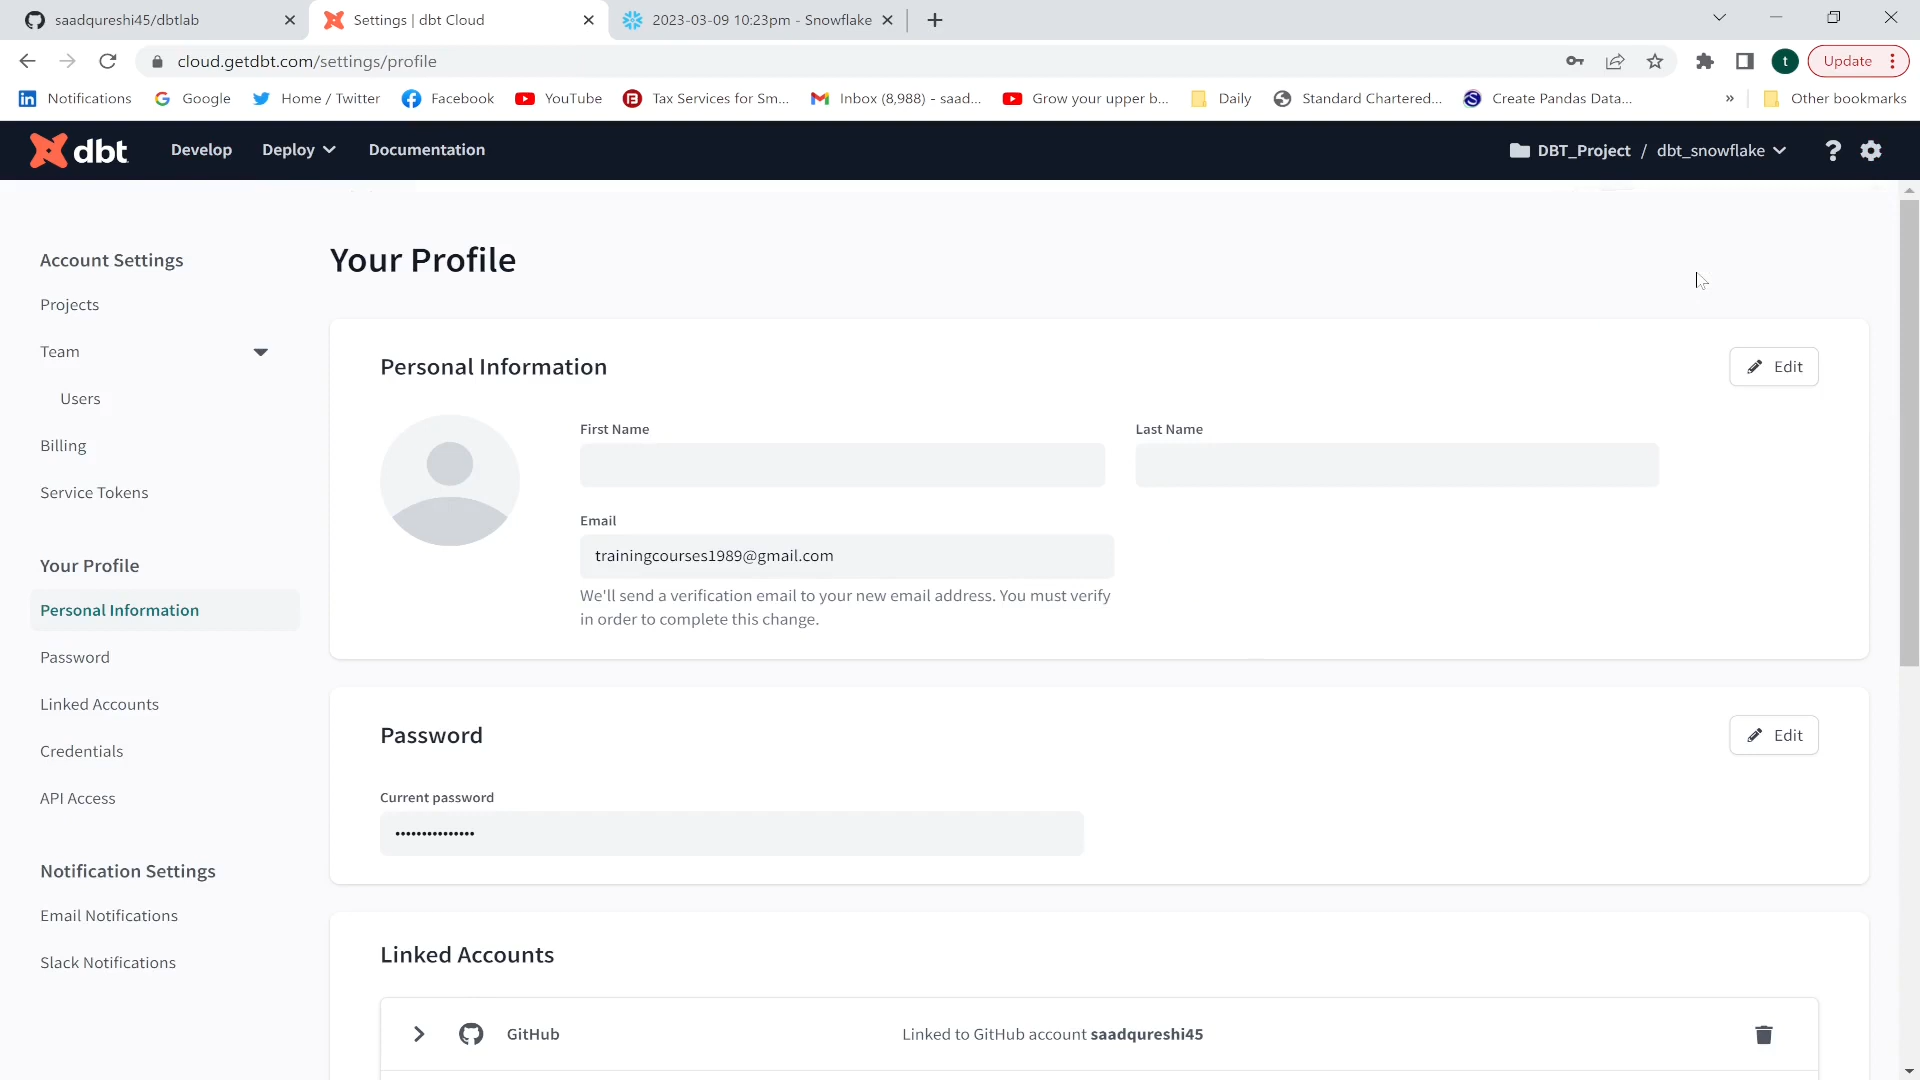 saadqureshi45/dbtlab
Settings | dbt Cloud
2023-03-09 10:23pm - Snowflake
cloud.getdbt.com/settings/profile
t
Update
Notifications
Google
Home / Twitter
Facebook
YouTube
Tax Services for Sm...
Inbox (8,988) - saad...
Grow your upper b...
Daily
Standard Chartered...
Create Pandas Data...
»
Other bookmarks
dbt
Develop
Deploy
Documentation
DBT_Project / dbt_snowflake
?
Account Settings
Projects
Team
Users
Billing
Service Tokens
Your Profile
Personal Information
Password
Linked Accounts
Credentials
API Access
Notification Settings
Email Notifications
Slack Notifications
Your Profile
Personal Information
Edit
First Name
Last Name
Email
trainingcourses1989@gmail.com
We'll send a verification email to your new email address. You must verify
in order to complete this change.
Password
Edit
Current password
•••••••••••••••
Linked Accounts
GitHub
Linked to GitHub account saadqureshi45